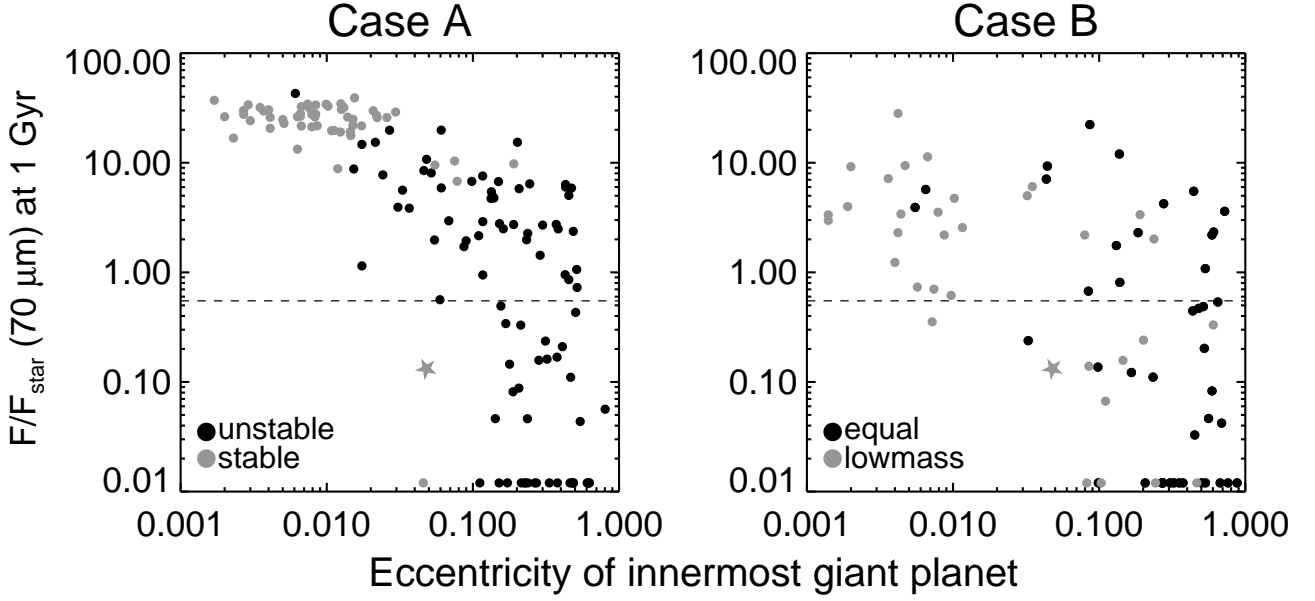 Case A
Case B
F/Fstar (70 μm) at 1 Gyr
100.00
10.00
1.00
0.10
0.01
unstable
stable
0.001
0.010
0.100
1.000
100.00
10.00
1.00
0.10
0.01
equal
lowmass
0.001
0.010
0.100
1.000
Eccentricity of innermost giant planet